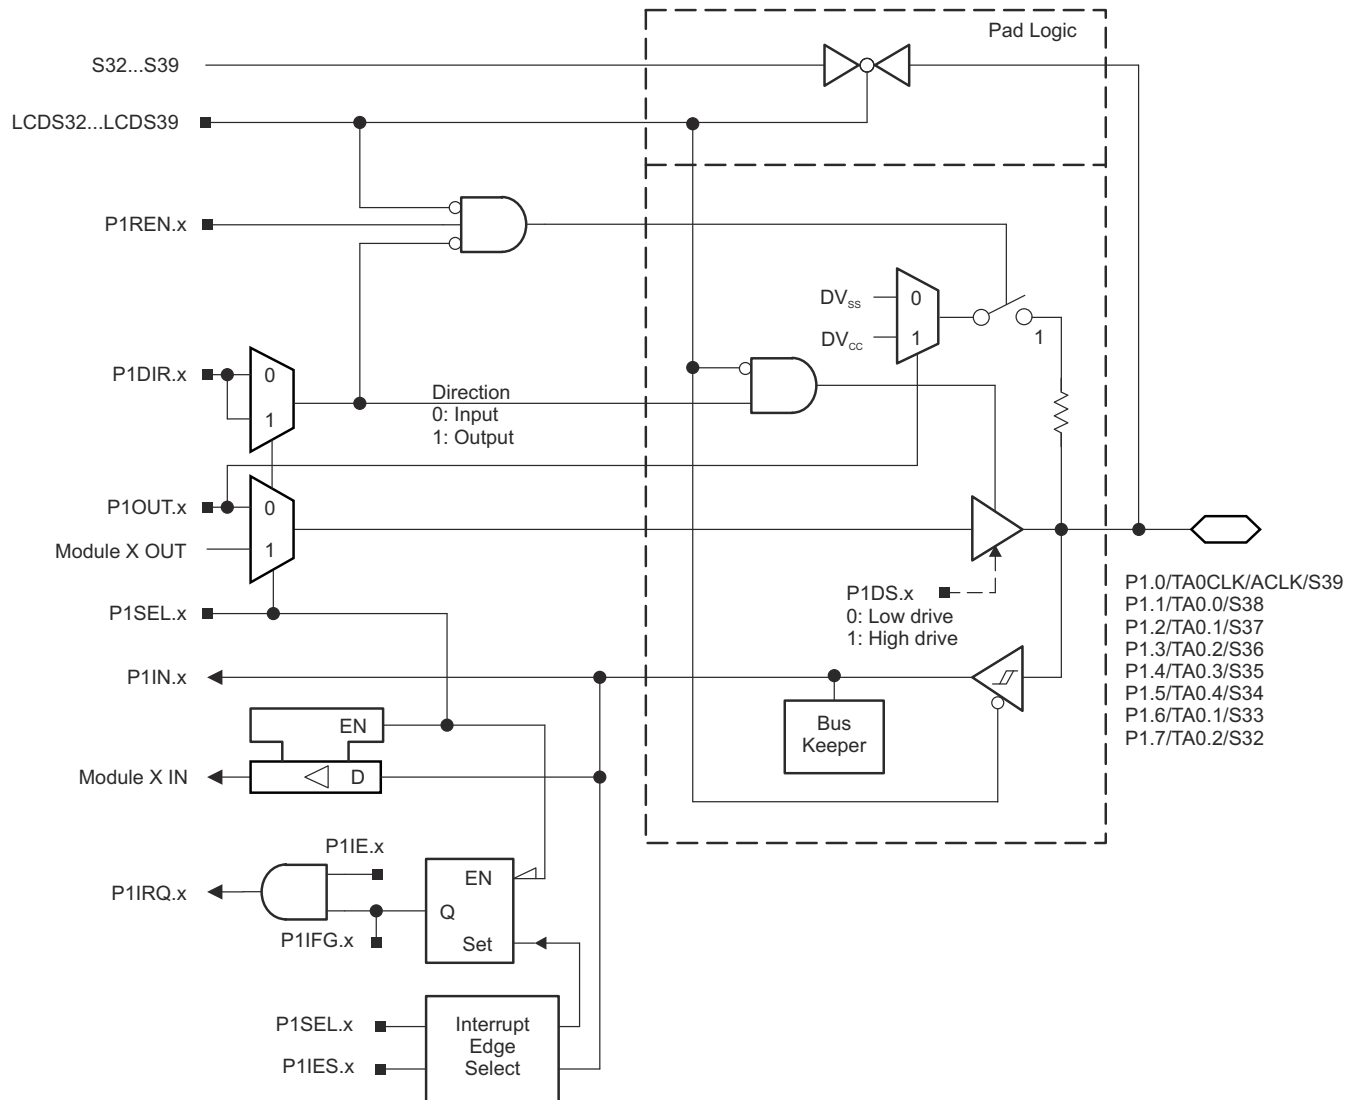 Pad Logic
S32...S39
LCDS32...LCDS39
P1REN.x
DVSS
0
DVCC
1
1
P1DIR.x
0
1
Direction
0: Input
1: Output
P1OUT.x
0
Module X OUT
1
P1DS.x
0: Low drive
1: High drive
P1.0/TA0CLK/ACLK/S39
P1.1/TA0.0/S38
P1.2/TA0.1/S37
P1.3/TA0.2/S36
P1.4/TA0.3/S35
P1.5/TA0.4/S34
P1.6/TA0.1/S33
P1.7/TA0.2/S32
P1SEL.x
P1IN.x
Bus
Keeper
EN
Module X IN
D
P1IE.x
P1IRQ.x
EN
Q
P1IFG.x
Set
P1SEL.x
P1IES.x
Interrupt
Edge
Select